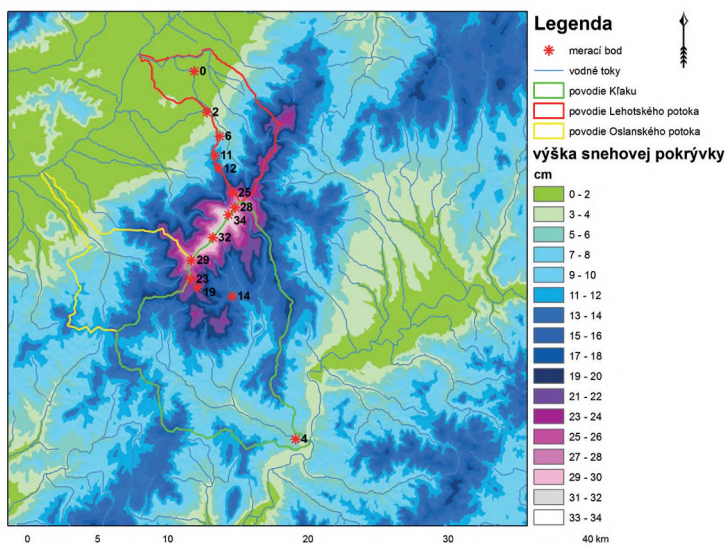 Legenda
merací bod
vodné toky
povodie Kľaku
povodie Lehotského potoka
povodie Oslanského potoka
výška snehovej pokrývky
cm
0 - 2
3 - 4
5 - 6
7 - 8
9 - 10
11 - 12
13 - 14
15 - 16
17 - 18
19 - 20
21 - 22
23 - 24
25 - 26
27 - 28
29 - 30
31 - 32
33 - 34
0
2
6
11
12
25
28
34
32
29
23
19
14
4
0 5 10 15 20 30 40 km